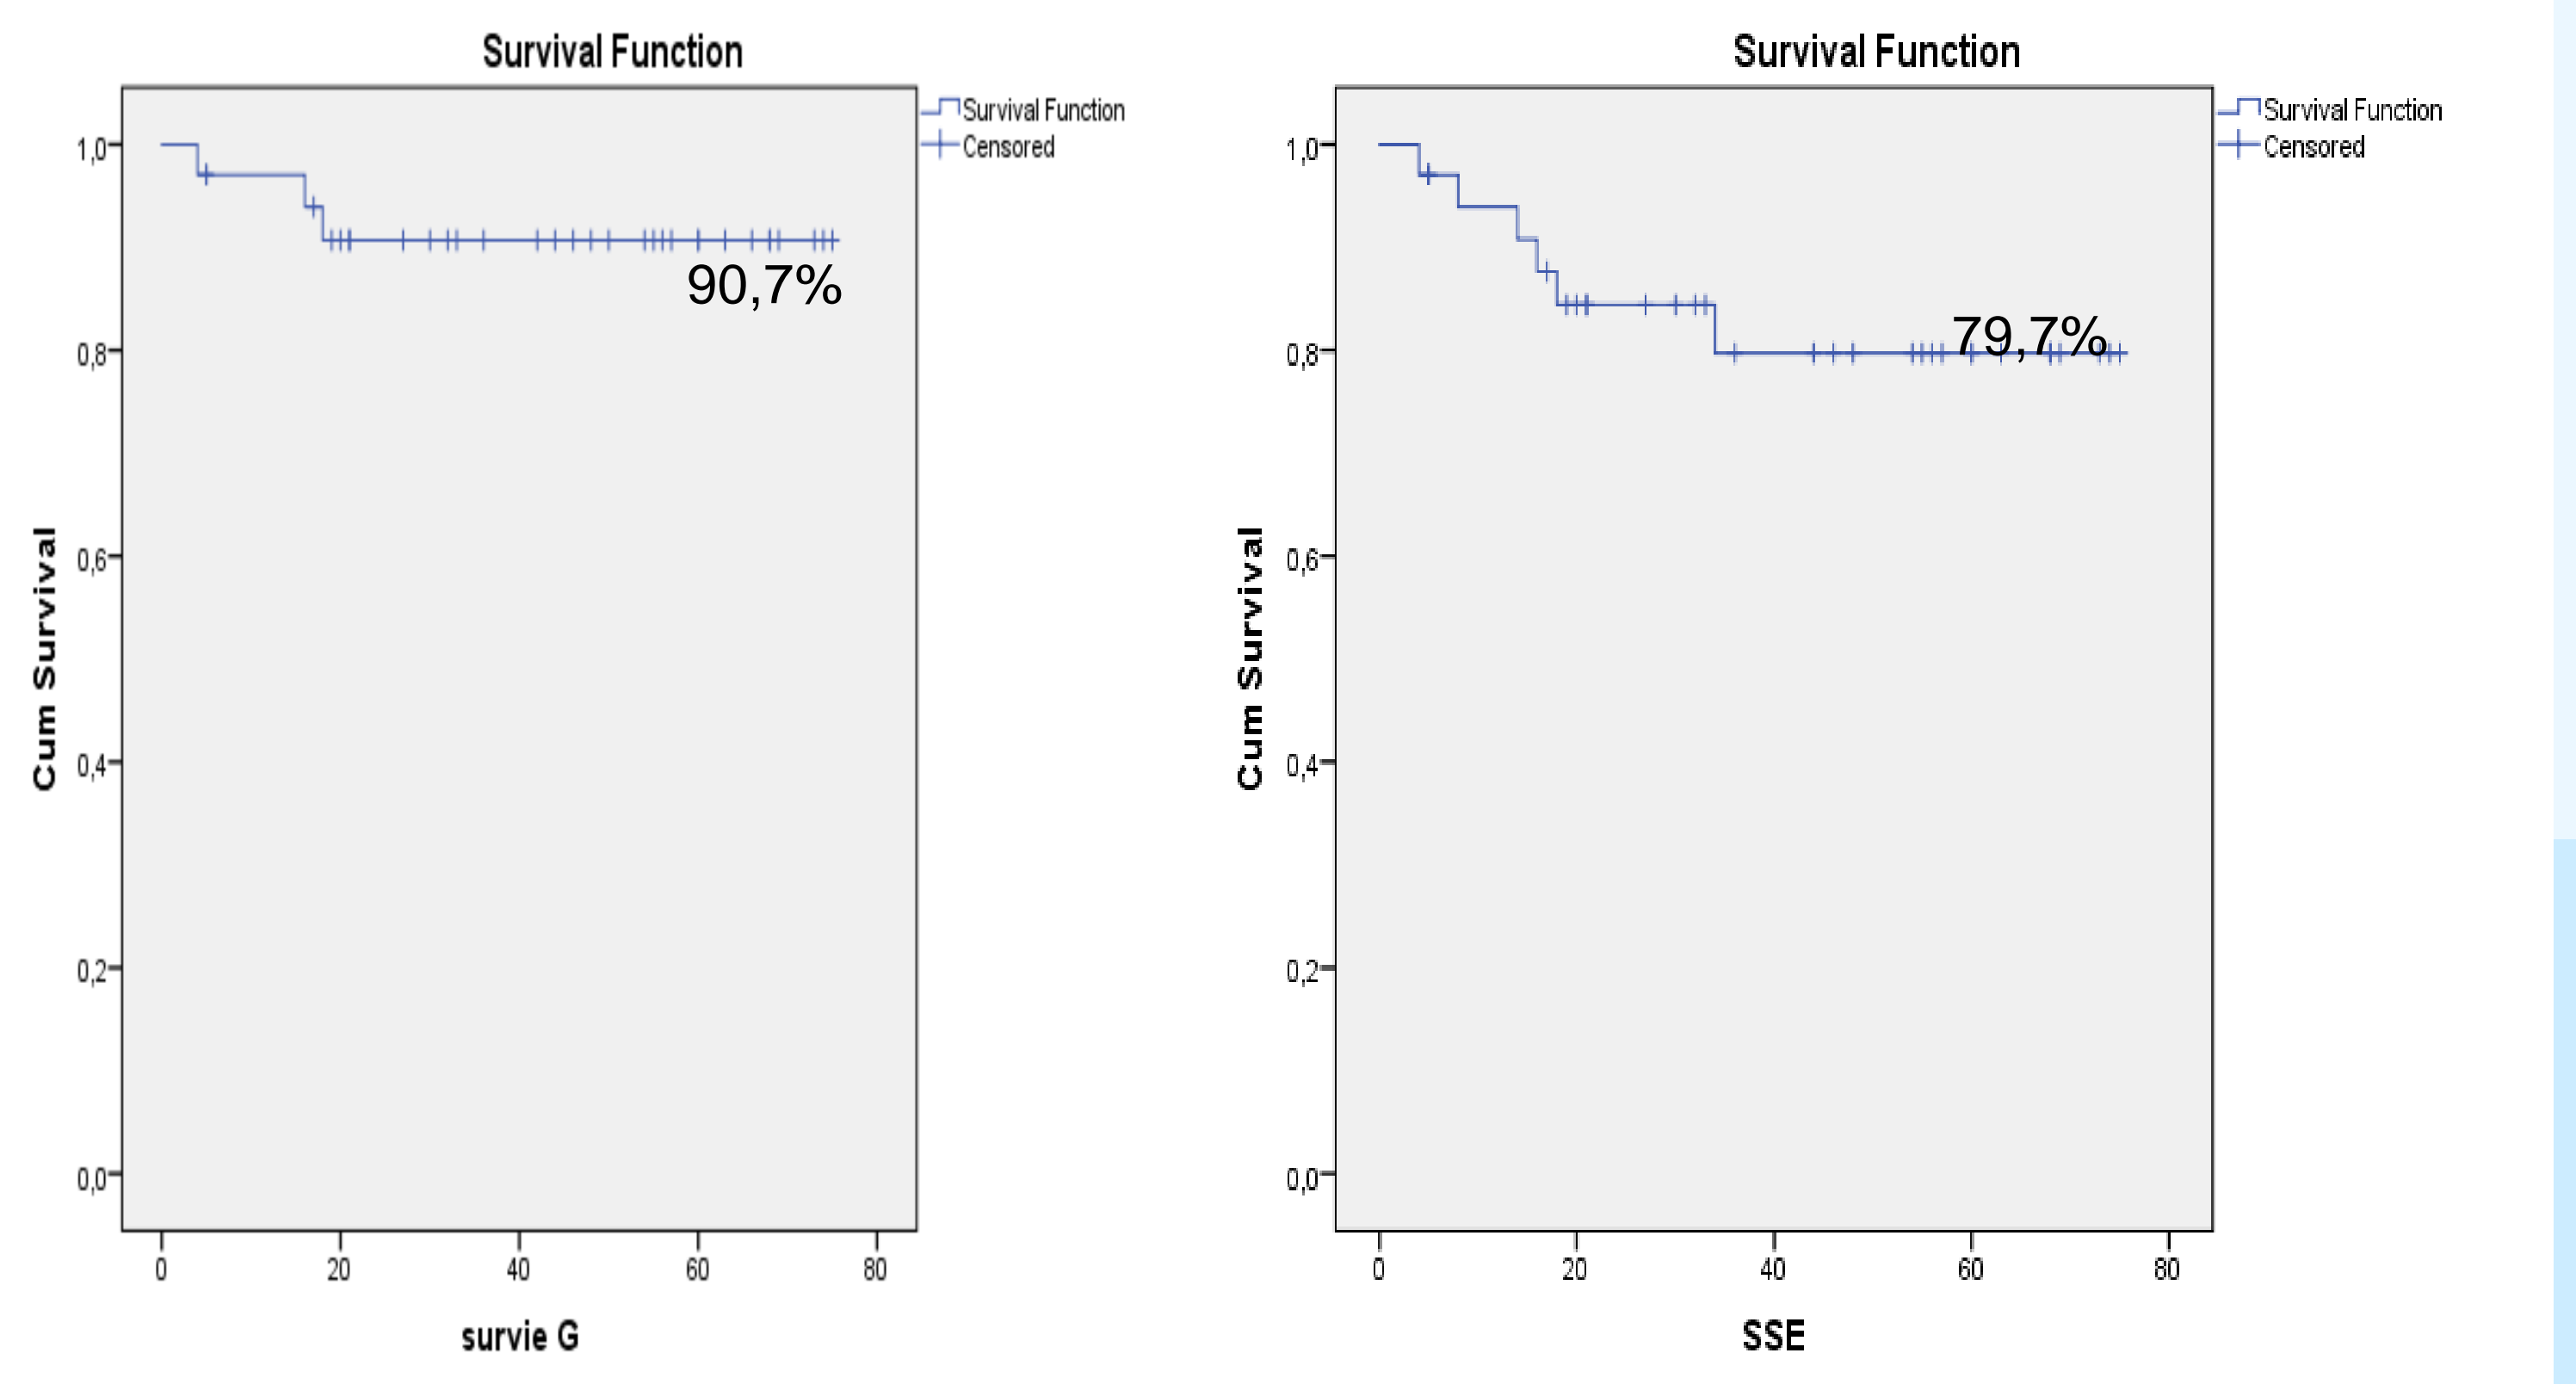 Survival Function
Survival Function
Censored
1,0
0,8
0,6
0,4
0,2
0,0
Cum Survival
90,7%
0 20 40 60 80
survie G
Survival Function
Survival Function
Censored
1,0
0,8
0,6
0,4
0,2
0,0
Cum Survival
79,7%
0 20 40 60 80
SSE